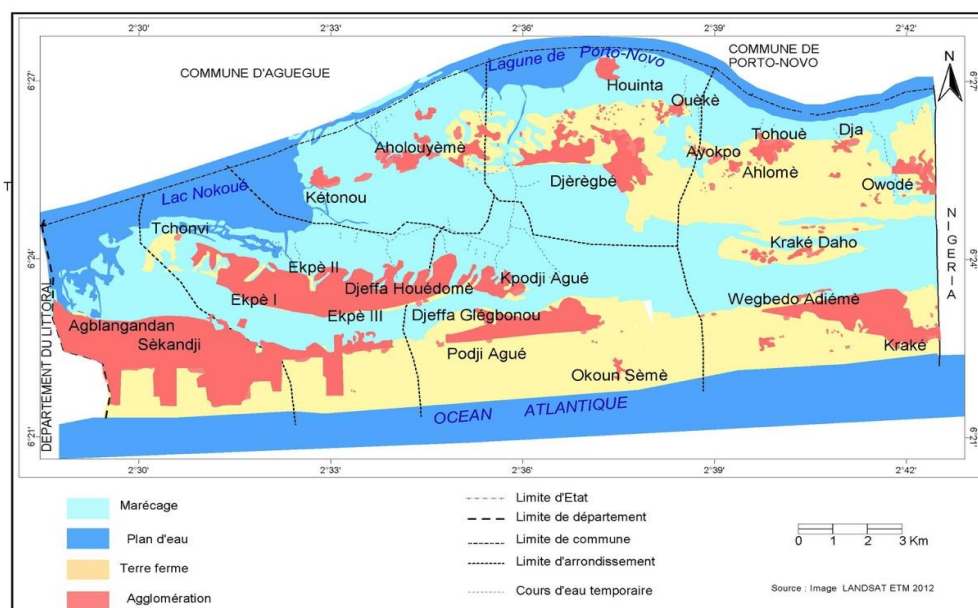 2°30'
2°33'
2°36'
2°39'
2°42'
COMMUNE D'AGUEGUE
Lagune de Porto-Novo
COMMUNE DE
PORTO-NOVO
N
6°27'
6°27'
Houinta
Ouèkè
Aholouyèmè
Tohouè
Dja
Ayokpo
Ahlomè
Djèrègbé
Kétonou
Owodé
T
Lac Nokoué
Tchonvi
NIGERIA
Kraké Daho
6°24'
6°24'
Ekpè II
Kpodji Agué
Djeffa Houédomè
Ekpè I
Wegbedo Adiémè
Djeffa Glègbonou
Ekpè III
Agblangandan
Sèkandji
Podji Agué
Kraké
Okoun Sèmè
DEPARTEMENT DU LITTORAL
OCEAN ATLANTIQUE
6°21'
6°21'
2°30'
2°33'
2°36'
2°39'
2°42'
Marécage
Plan d'eau
Terre ferme
Agglomération
Limite d'Etat
Limite de département
Limite de commune
Limite d'arrondissement
Cours d'eau temporaire
0 1 2 3 Km
Source : Image LANDSAT ETM 2012